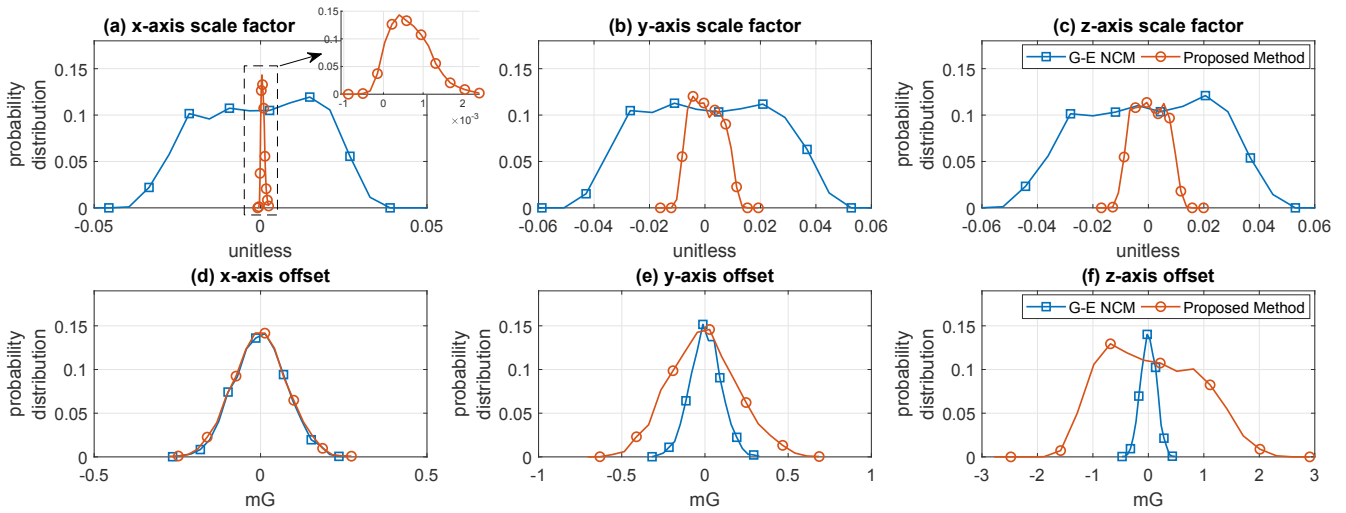 (a) x-axis scale factor
0.15
0.1
0.05
0
-1
0
1
2
×10⁻³
probability
distribution
0.15
0.1
0.05
0
-0.05
0
0.05
unitless
(b) y-axis scale factor
0.15
0.1
0.05
0
-0.06
-0.04
-0.02
0
0.02
0.04
0.06
unitless
(c) z-axis scale factor
G-E NCM
Proposed Method
probability
distribution
0.15
0.1
0.05
0
-0.06
-0.04
-0.02
0
0.02
0.04
0.06
unitless
(d) x-axis offset
probability
distribution
0.15
0.1
0.05
0
-0.5
0
0.5
mG
(e) y-axis offset
0.15
0.1
0.05
0
-1
-0.5
0
0.5
1
mG
(f) z-axis offset
G-E NCM
Proposed Method
probability
distribution
0.15
0.1
0.05
0
-3
-2
-1
0
1
2
3
mG